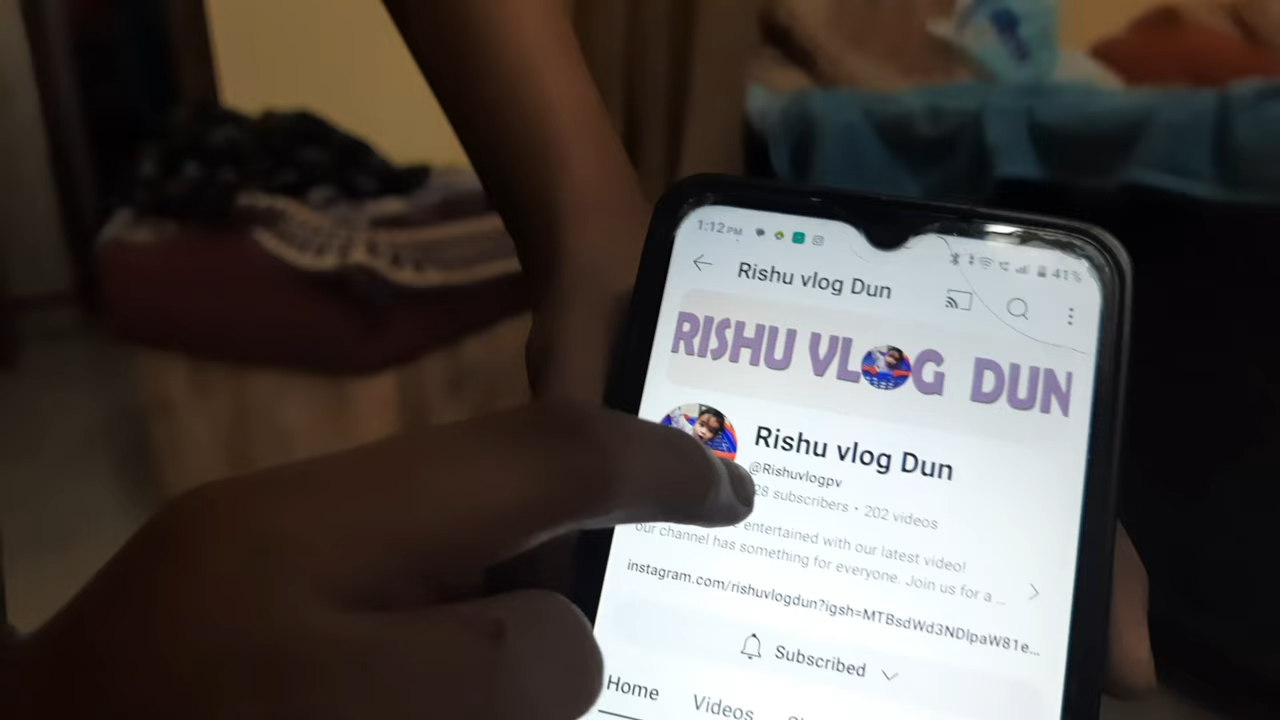 1:12 PM 41%
Rishu vlog Dun
RISHU VLOG DUN
Rishu vlog Dun
@Rishuvlogpv
28 subscribers • 202 videos
entertained with our latest video!
our channel has something for everyone. Join us for a ...
instagram.com/rishuvlogdun?igsh=MTBsdWd3NDlpaW81e...
Subscribed
Home Videos